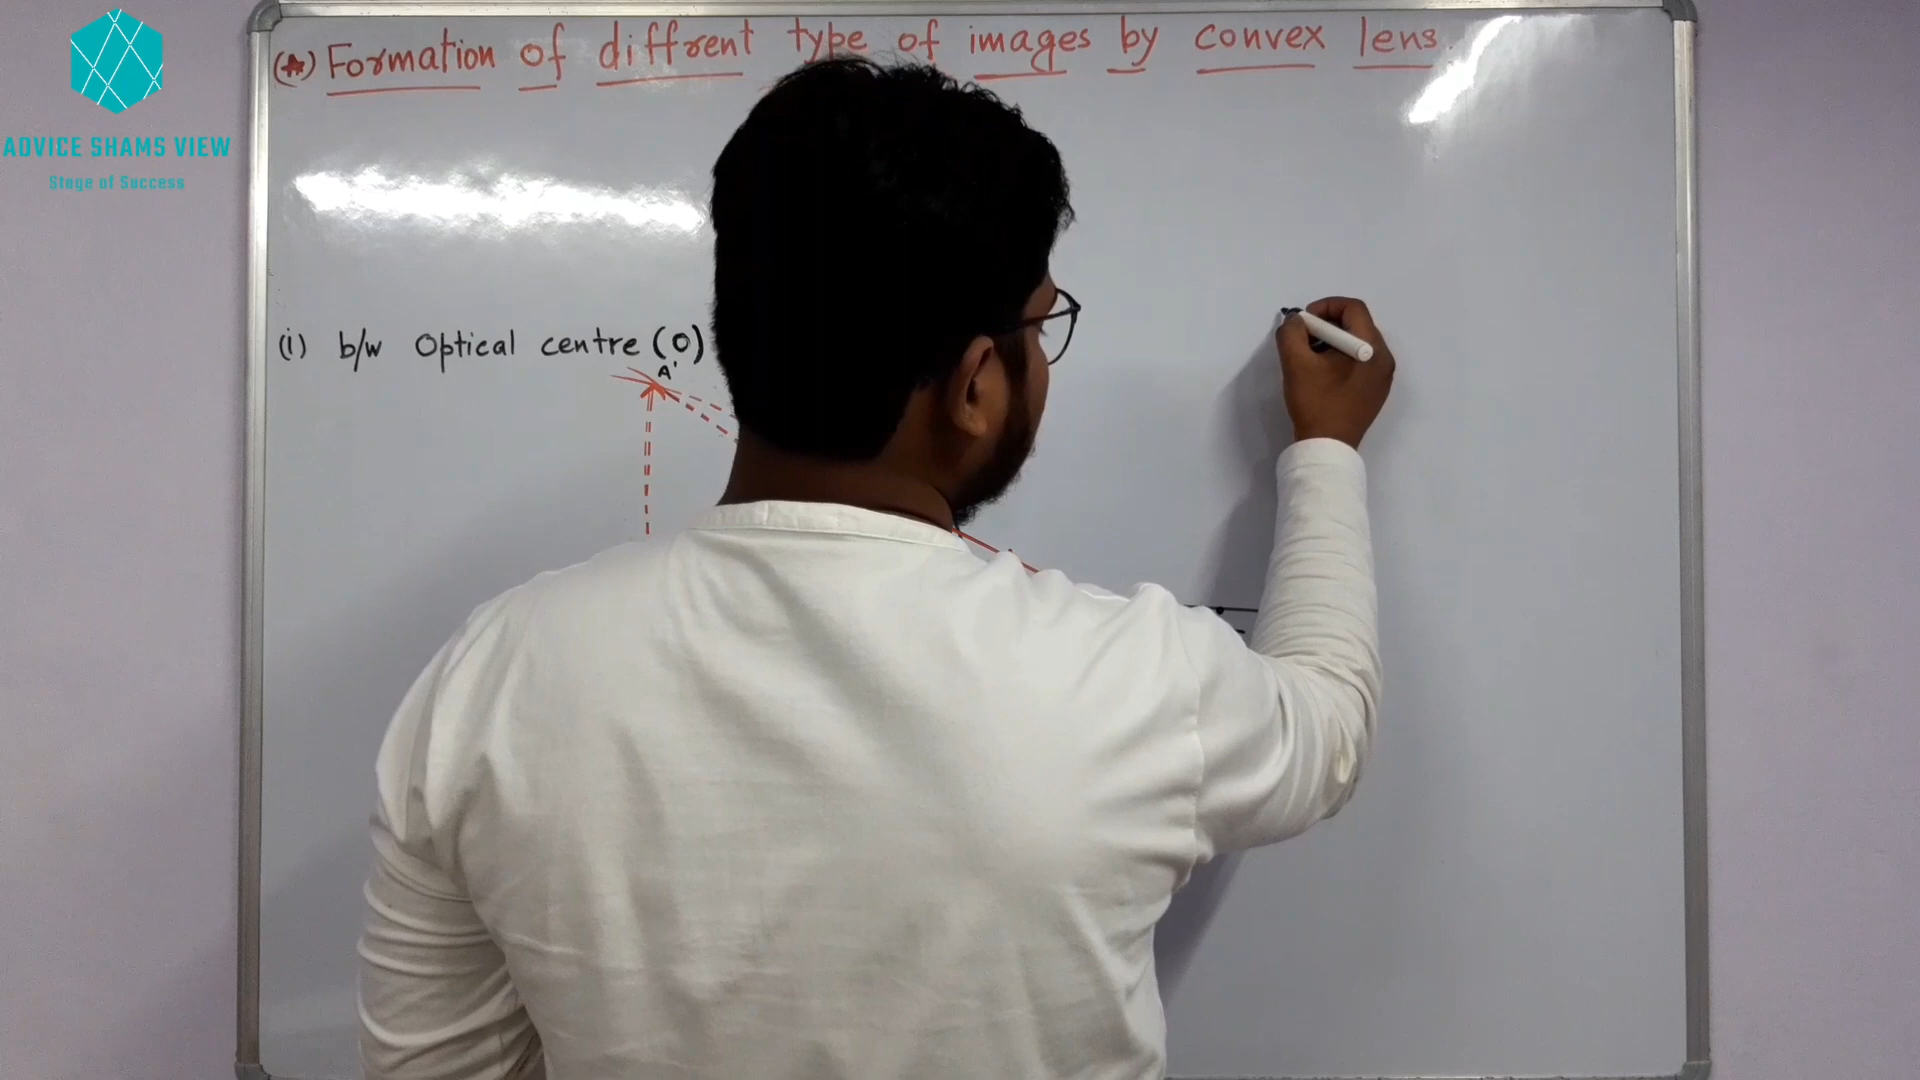 ADVICE SHAMS VIEW
Stage of Success
(*) Formation of diffrent type of images by convex lens.
(i) b/w Optical centre (O)
A'